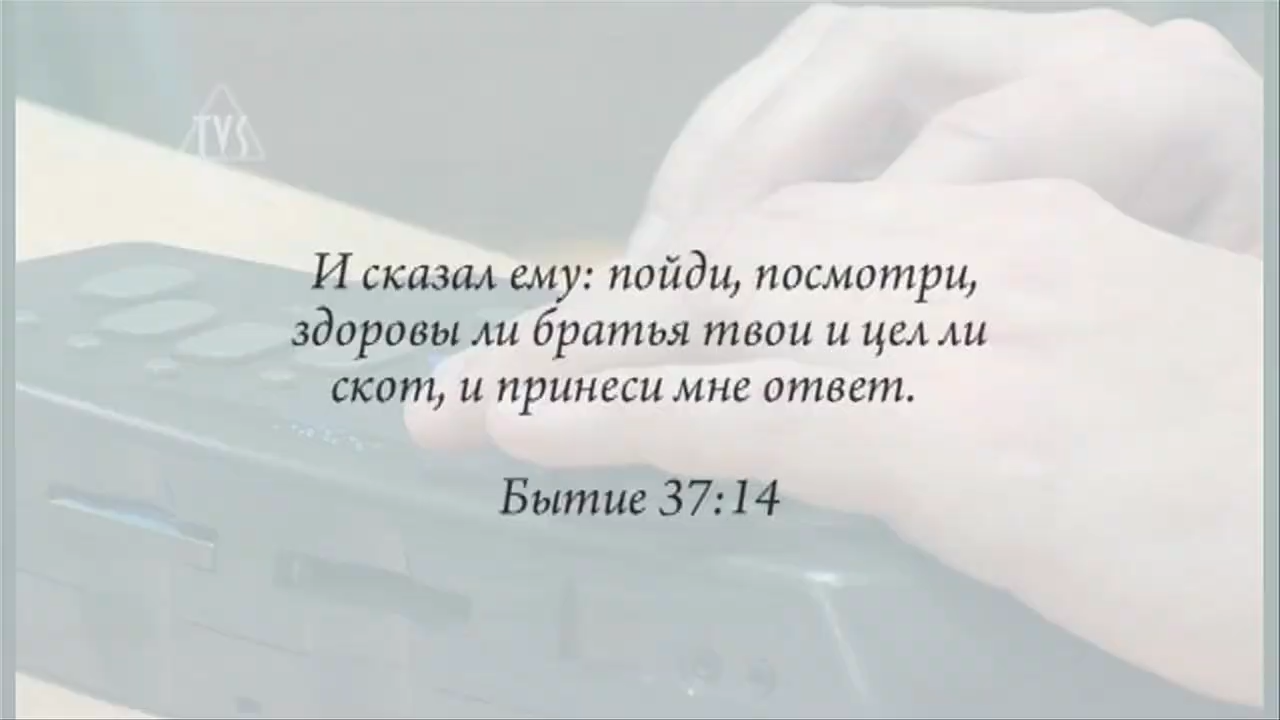 TVS
И сказал ему: пойди, посмотри,
здоровы ли братья твои и цел ли
скот, и принеси мне ответ.
Бытие 37:14